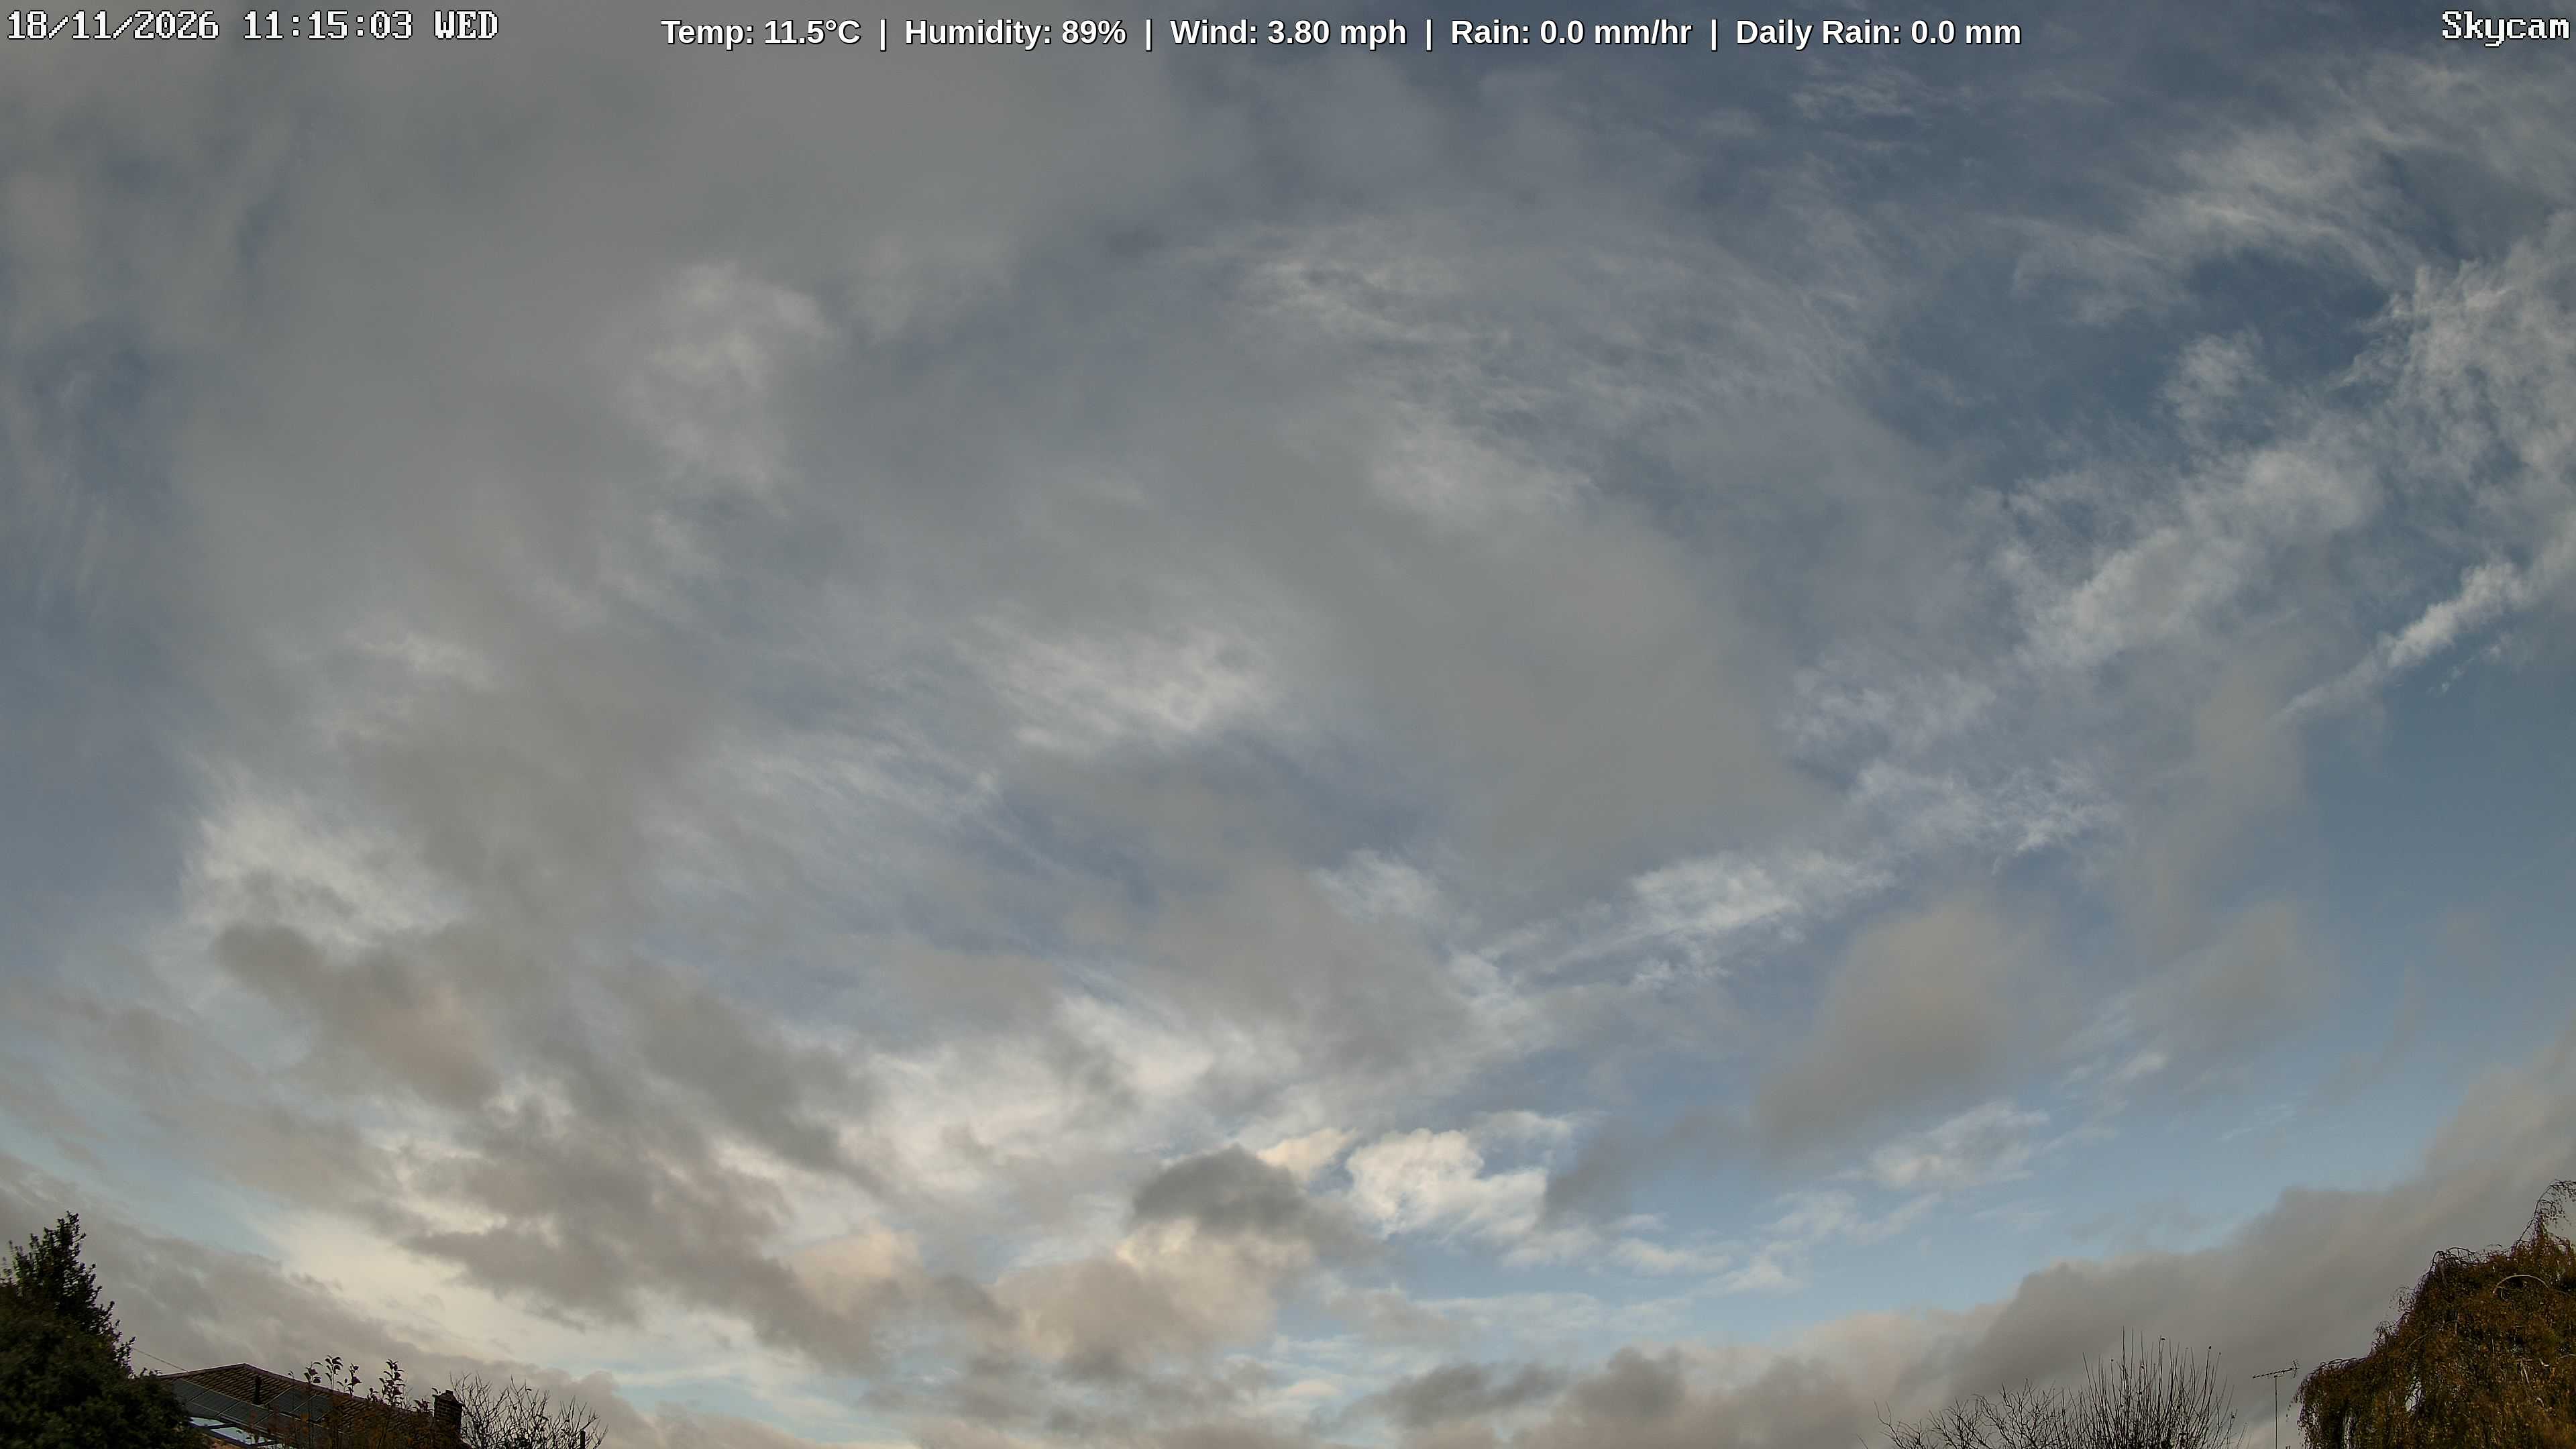 18/11/2026 11:15:03 WED
Temp: 11.5°C | Humidity: 89% | Wind: 3.80 mph | Rain: 0.0 mm/hr | Daily Rain: 0.0 mm
Skycam